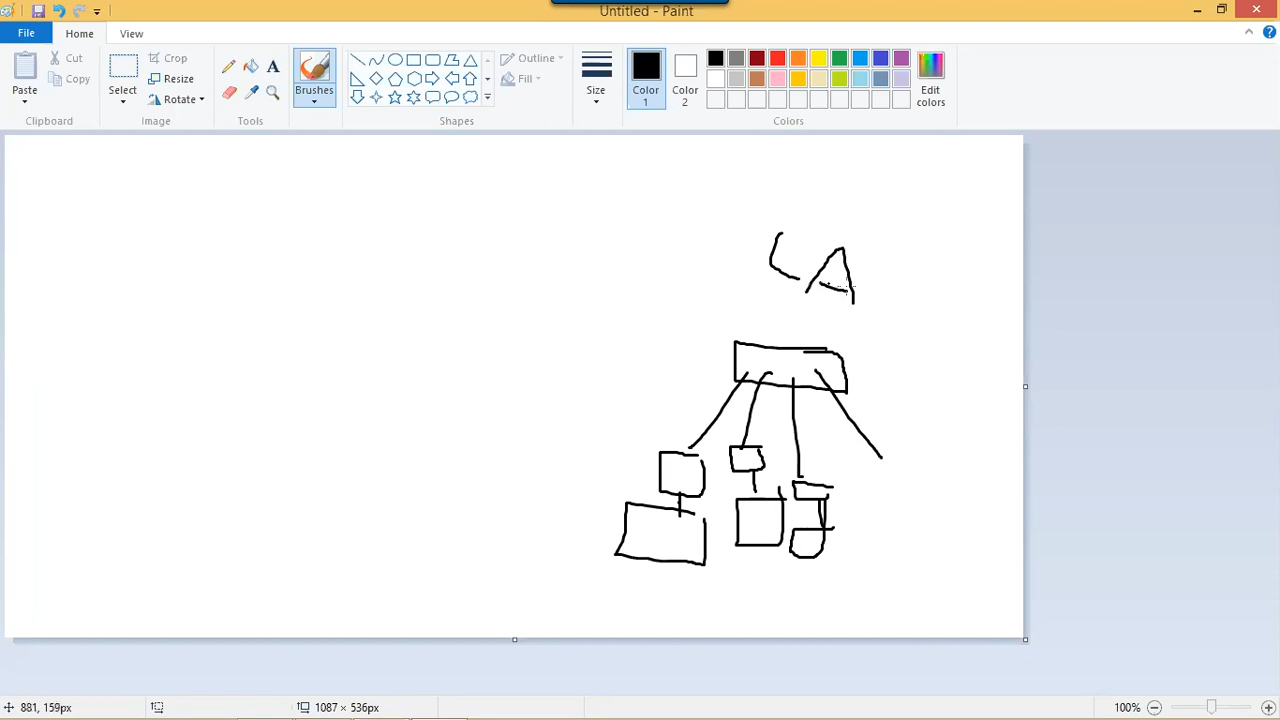 Untitled - Paint
File
Home
View
Paste
Cut
Copy
Clipboard
Select
Crop
Resize
Rotate
Image
A
Tools
Brushes
Shapes
Outline
Fill
Size
Color
1
Color
2
Edit
colors
Colors
CA
881, 159px
1087 × 536px
100%